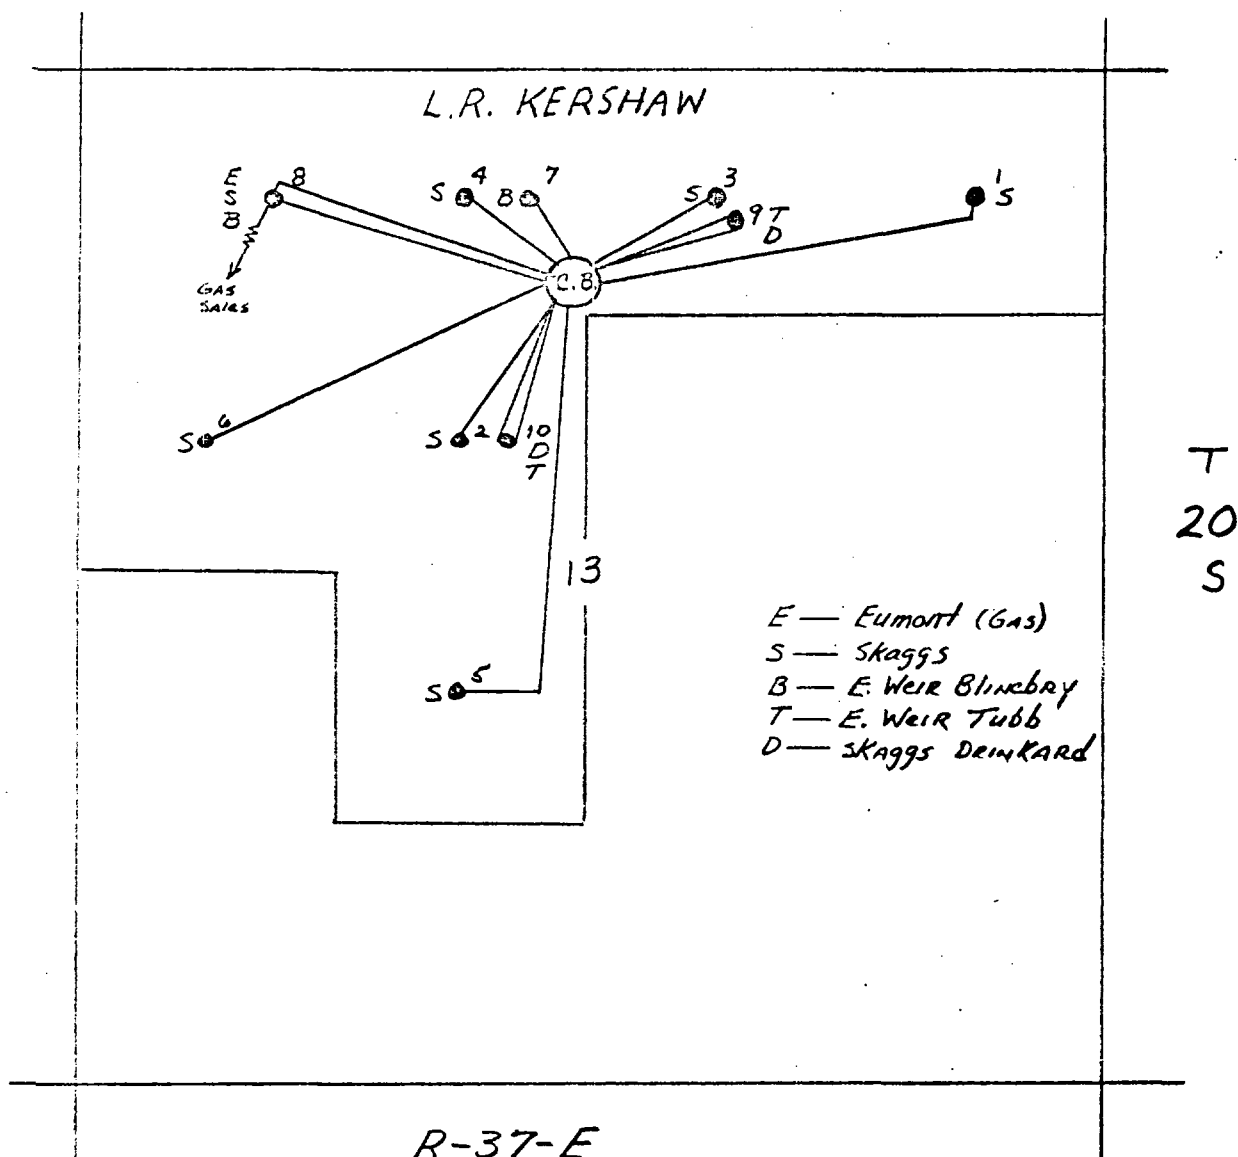 L.R. KERSHAW
E
S
B
8
S 4
B 7
S 3
9 T
D
1
S
GAS
SALES
C.B.
S 6
S 2
10
D
T
13
S 5
T
20
S
E — Eumont (GAS)
S — Skaggs
B — E. Weir Blinebry
T — E. Weir Tubb
D — Skaggs Drinkard
R-37-E